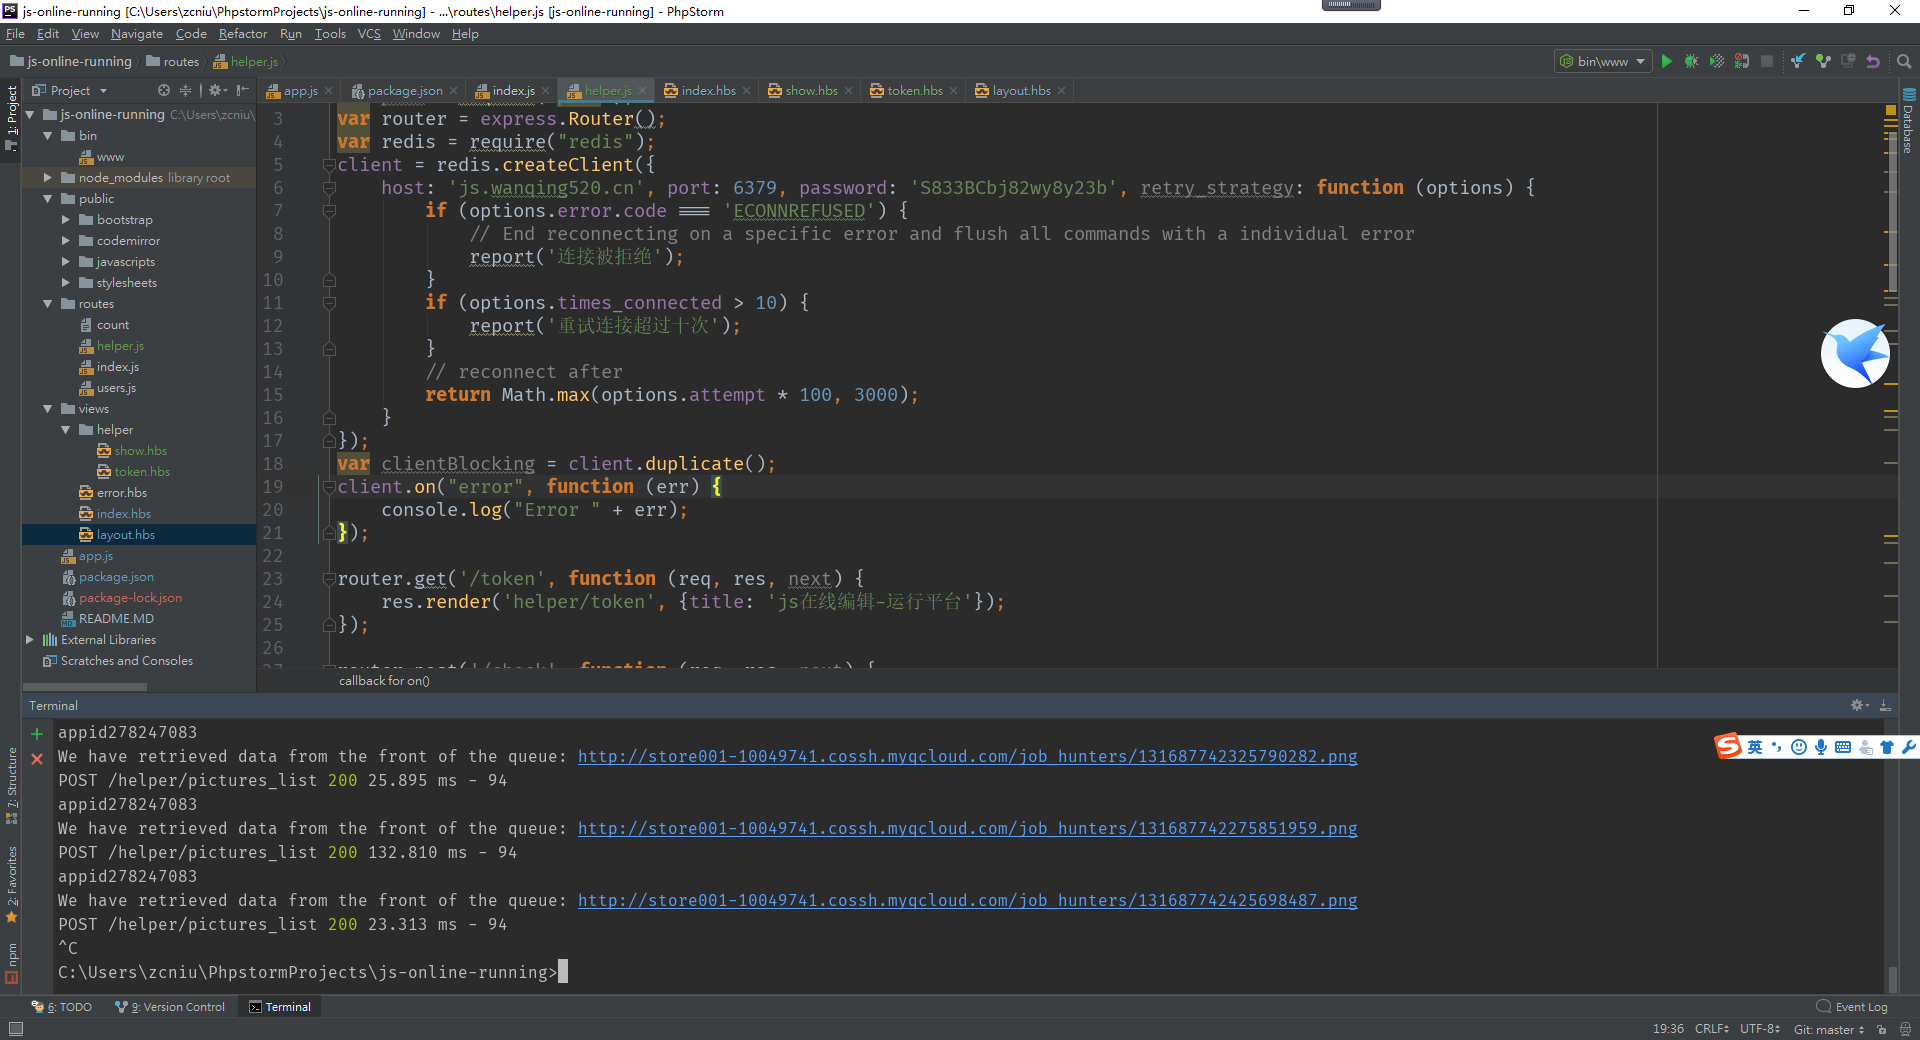 js-online-running [C:\Users\zcniu\PhpstormProjects\js-online-running] - ...\routes\helper.js [js-online-running] - PhpStorm
File Edit View Navigate Code Refactor Run Tools VCS Window Help
js-online-running routes helper.js bin\www
Project
app.js package.json index.js helper.js index.hbs show.hbs token.hbs layout.hbs
1: Project
Database
js-online-running C:\Users\zcniu\
bin
www
node_modules library root
public
bootstrap
codemirror
javascripts
stylesheets
routes
count
helper.js
index.js
users.js
views
helper
show.hbs
token.hbs
error.hbs
index.hbs
layout.hbs
app.js
package.json
package-lock.json
README.MD
External Libraries
Scratches and Consoles
3 var router = express.Router();
4 var redis = require("redis");
5 client = redis.createClient({
6 host: 'js.wanqing520.cn', port: 6379, password: 'S833BCbj82wy8y23b', retry_strategy: function (options) {
7 if (options.error.code === 'ECONNREFUSED') {
8 // End reconnecting on a specific error and flush all commands with a individual error
9 report('连接被拒绝');
10 }
11 if (options.times_connected > 10) {
12 report('重试连接超过十次');
13 }
14 // reconnect after
15 return Math.max(options.attempt * 100, 3000);
16 }
17 });
18 var clientBlocking = client.duplicate();
19 client.on("error", function (err) {
20 console.log("Error " + err);
21 });
22
23 router.get('/token', function (req, res, next) {
24 res.render('helper/token', {title: 'js在线编辑-运行平台'});
25 });
26
callback for on()
Terminal
7: Structure
2: Favorites
npm
appid278247083
We have retrieved data from the front of the queue: http://store001-10049741.cossh.myqcloud.com/job_hunters/131687742325790282.png
POST /helper/pictures_list 200 25.895 ms - 94
appid278247083
We have retrieved data from the front of the queue: http://store001-10049741.cossh.myqcloud.com/job_hunters/131687742275851959.png
POST /helper/pictures_list 200 132.810 ms - 94
appid278247083
We have retrieved data from the front of the queue: http://store001-10049741.cossh.myqcloud.com/job_hunters/131687742425698487.png
POST /helper/pictures_list 200 23.313 ms - 94
^C
C:\Users\zcniu\PhpstormProjects\js-online-running>
英
6: TODO 9: Version Control Terminal Event Log
19:36 CRLF UTF-8 Git: master